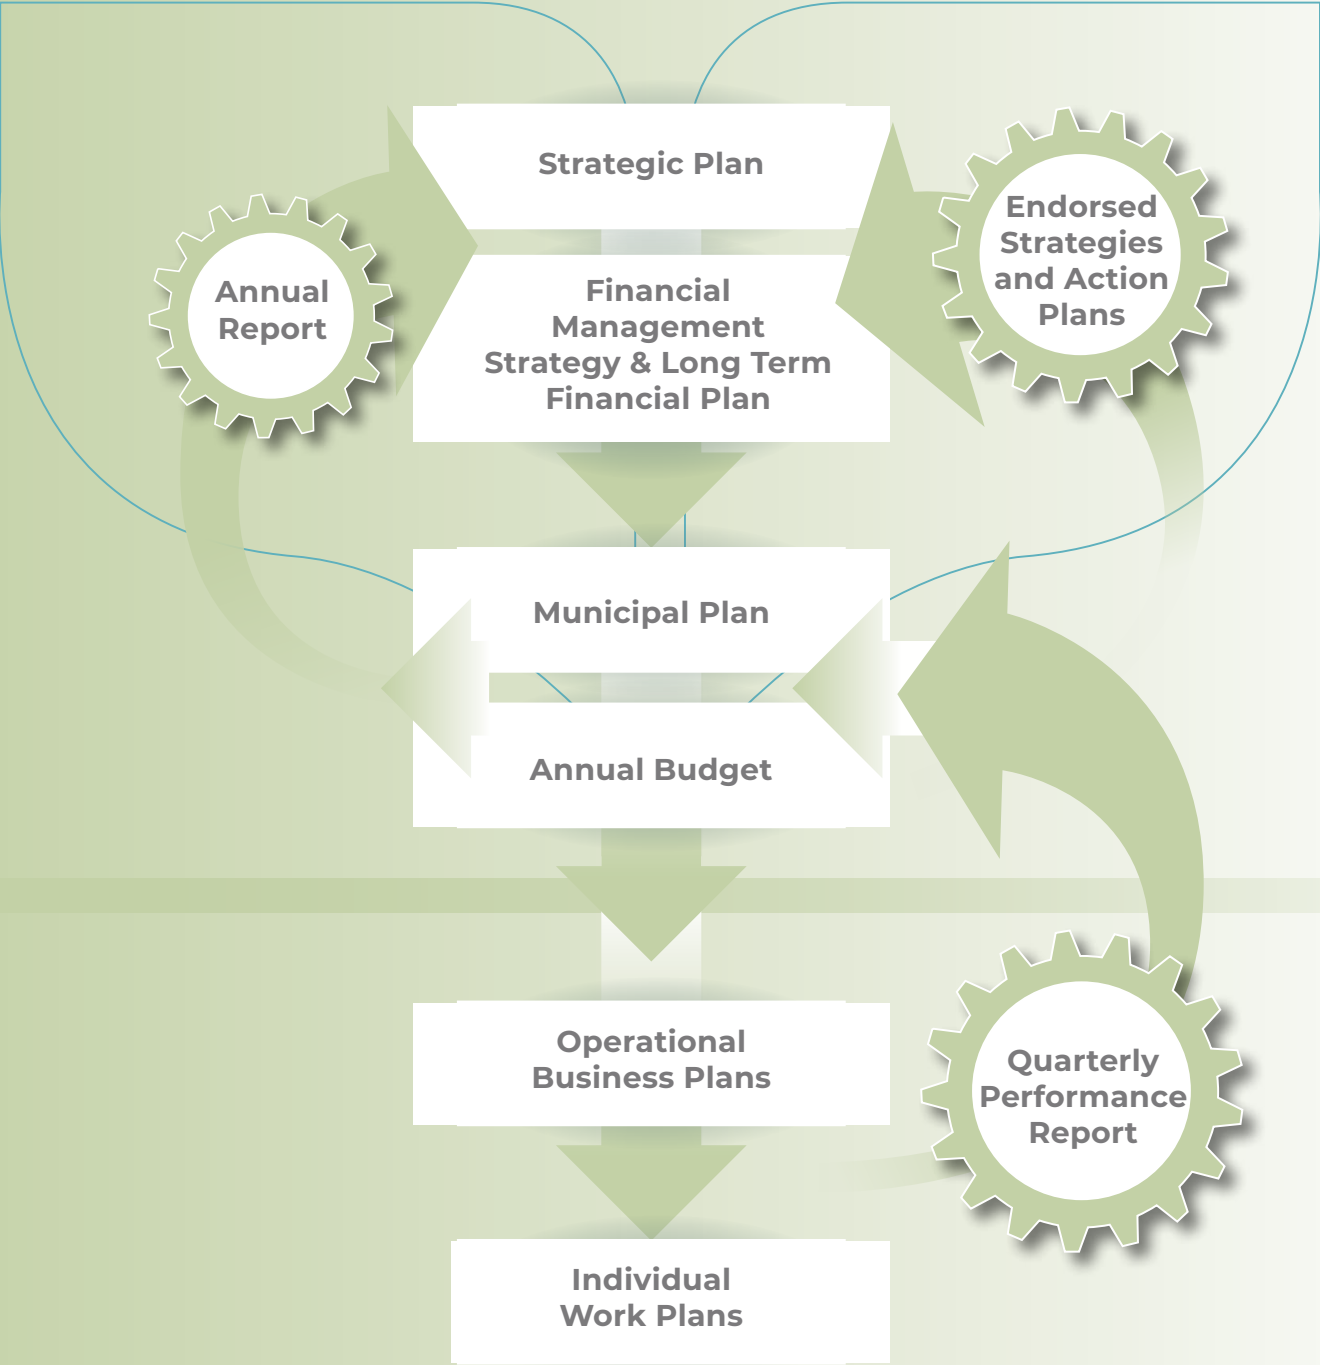 Strategic Plan
Annual
Report
Financial
Management
Strategy & Long Term
Financial Plan
Endorsed
Strategies
and Action
Plans
Municipal Plan
Annual Budget
Operational
Business Plans
Quarterly
Performance
Report
Individual
Work Plans